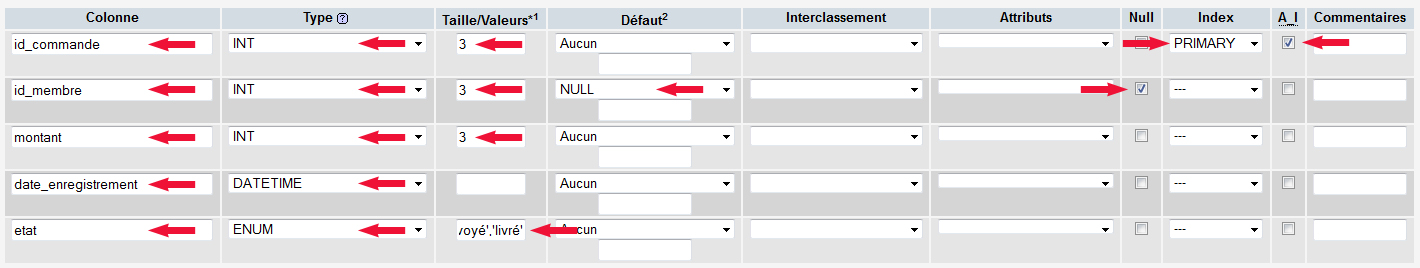 Colonne Type Taille/Valeurs*1 Défaut2 Interclassement Attributs Null Index A_I Commentaires
id_commande INT 3 Aucun PRIMARY
id_membre INT 3 NULL ---
montant INT 3 Aucun ---
date_enregistrement DATETIME Aucun ---
etat ENUM voyé','livré' Aucun ---